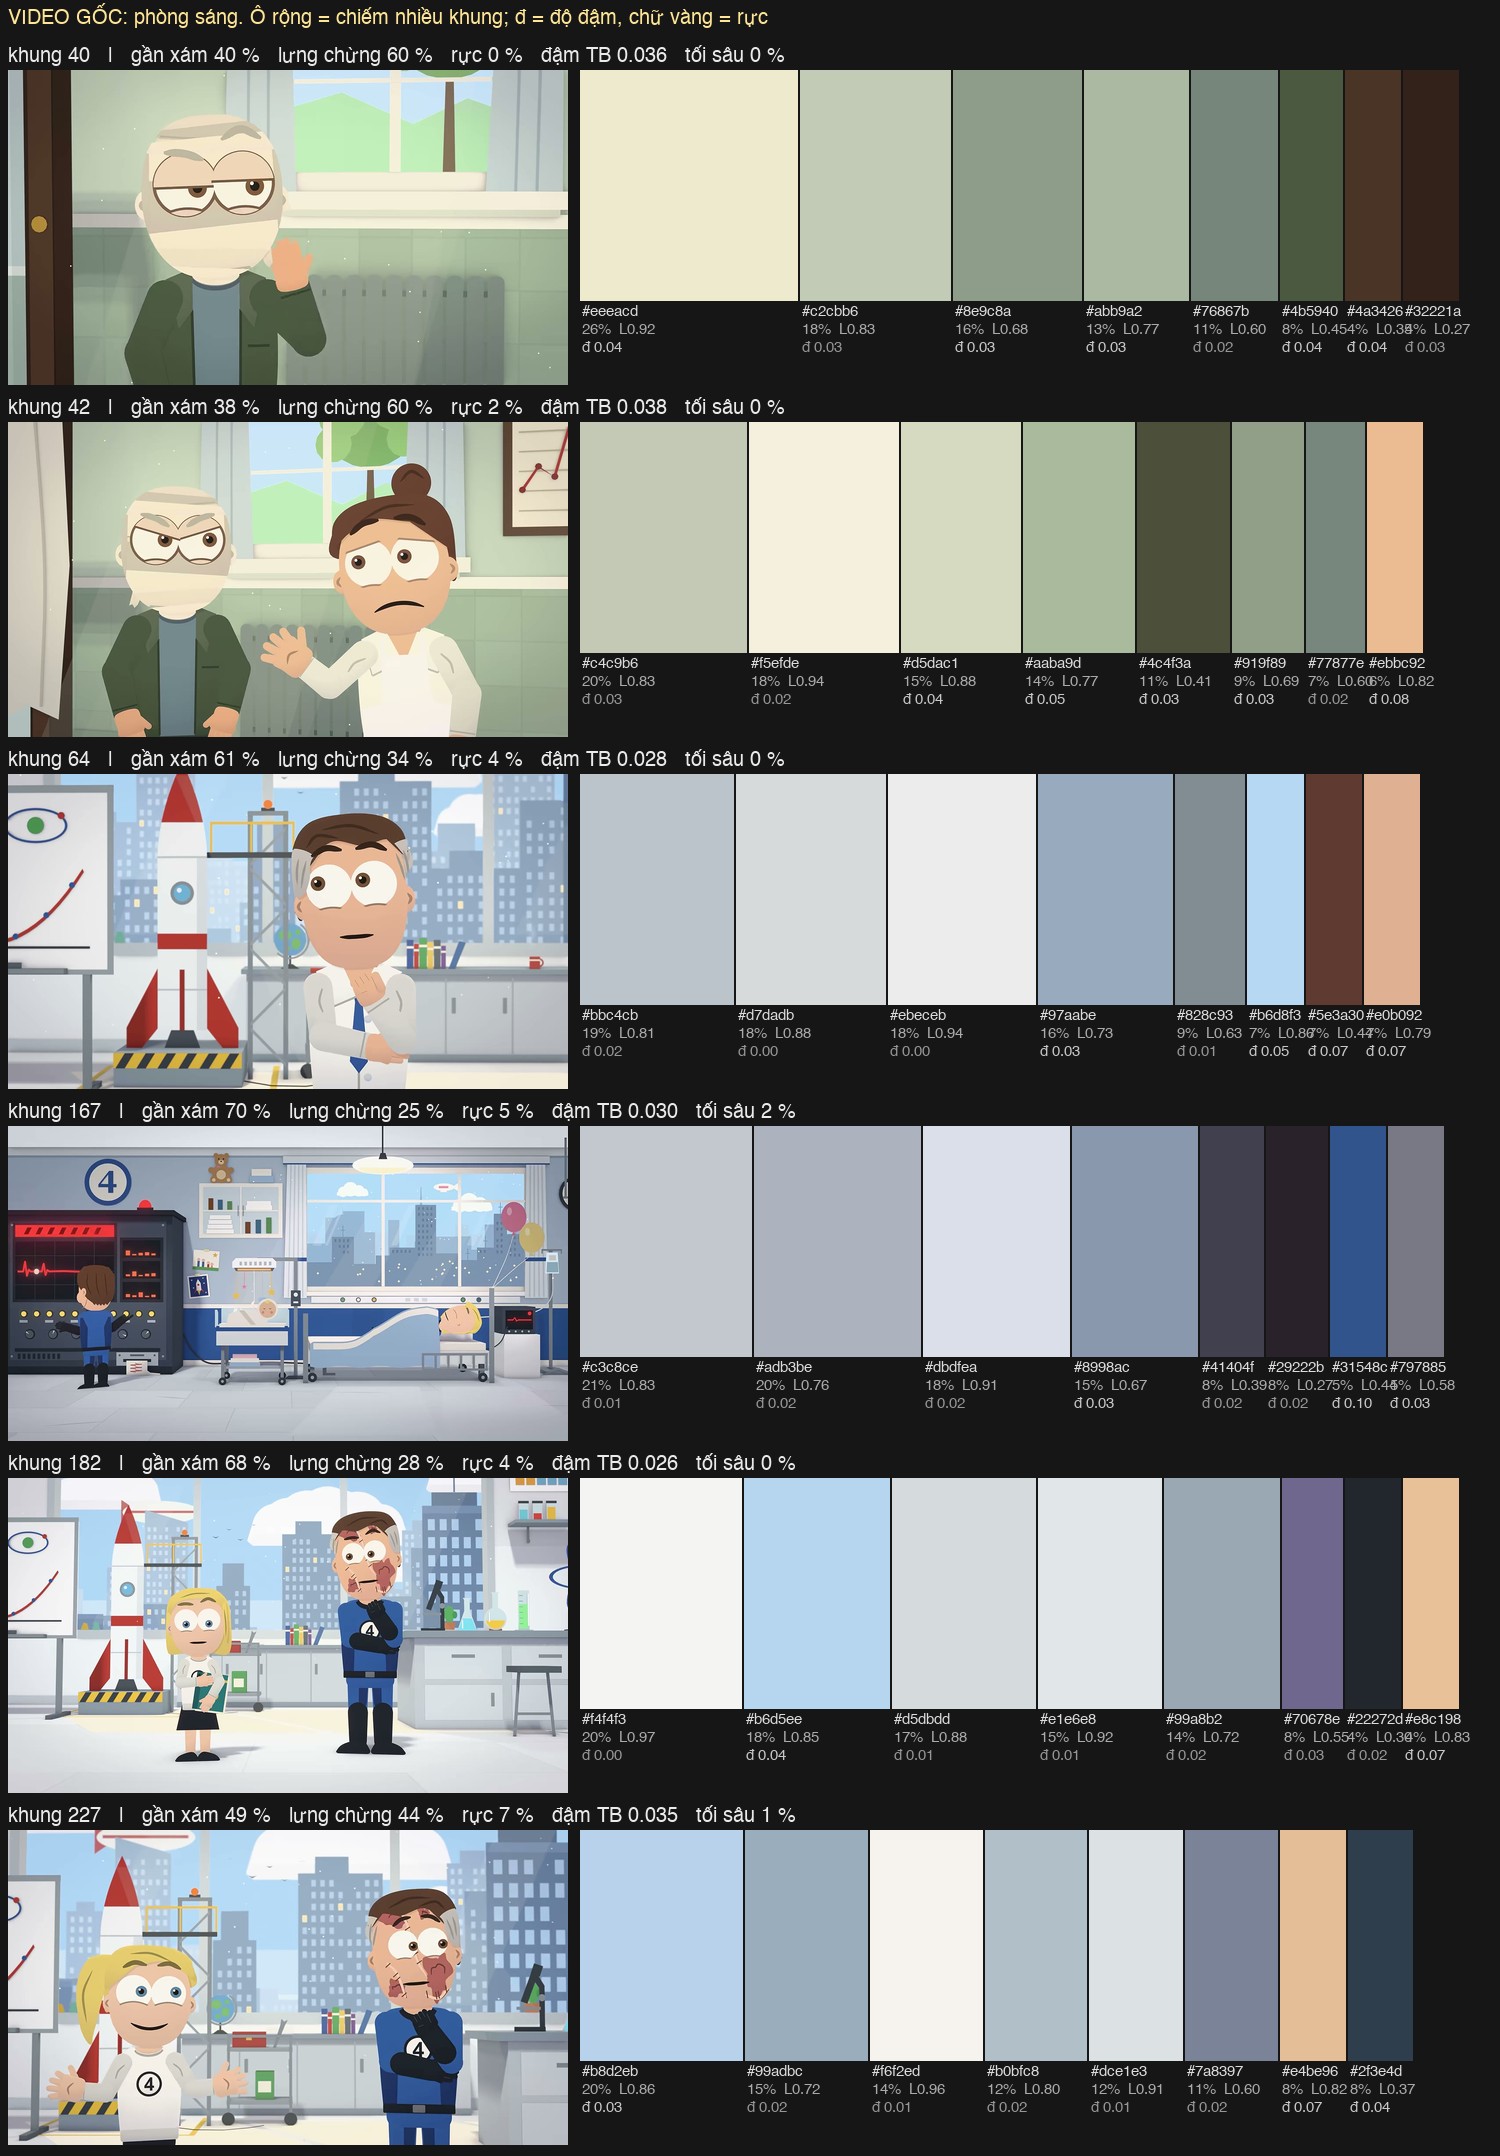 VIDEO GỐC: phòng sáng. Ô rộng = chiếm nhiều khung; đ = độ đậm, chữ vàng = rực
khung 40 | gần xám 40 % lưng chừng 60 % rực 0 % đậm TB 0.036 tối sâu 0 %
#eeeacd #c2cbb6 #8e9c8a #abb9a2 #76867b #4b5940 #4a3426 #32221a
26% L0.92 18% L0.83 16% L0.68 13% L0.77 11% L0.60 8% L0.45 4% L0.27
đ 0.04 đ 0.03 đ 0.03 đ 0.03 đ 0.02 đ 0.04 đ 0.04 đ 0.03
khung 42 | gần xám 38 % lưng chừng 60 % rực 2 % đậm TB 0.038 tối sâu 0 %
#c4c9b6 #f5efde #d5dac1 #aaba9d #4c4f3a #919f89 #77877e #ebbc92
20% L0.83 18% L0.94 15% L0.88 14% L0.77 11% L0.41 9% L0.69 7% L0.60 6% L0.82
đ 0.03 đ 0.02 đ 0.04 đ 0.05 đ 0.03 đ 0.03 đ 0.02 đ 0.08
khung 64 | gần xám 61 % lưng chừng 34 % rực 4 % đậm TB 0.028 tối sâu 0 %
#bbc4cb #d7dadb #ebeceb #97aabe #828c93 #b6d8f3 #5e3a30 #e0b092
19% L0.81 18% L0.88 18% L0.94 16% L0.73 9% L0.63 7% 7% 7% L0.79
đ 0.02 đ 0.00 đ 0.00 đ 0.03 đ 0.01 đ 0.05 đ 0.07 đ 0.07
khung 167 | gần xám 70 % lưng chừng 25 % rực 5 % đậm TB 0.030 tối sâu 2 %
4
4
#c3c8ce #adb3be #dbdfea #8998ac #41404f #29222b #31548c #797885
21% L0.83 20% L0.76 18% L0.91 15% L0.67 8% L0.39 8% L0.27 5% L0.58
đ 0.01 đ 0.02 đ 0.02 đ 0.03 đ 0.02 đ 0.02 đ 0.10 đ 0.03
khung 182 | gần xám 68 % lưng chừng 28 % rực 4 % đậm TB 0.026 tối sâu 0 %
4
#f4f4f3 #b6d5ee #d5dbdd #e1e6e8 #99a8b2 #70678e #22272d #e8c198
20% L0.97 18% L0.85 17% L0.88 15% L0.92 14% L0.72 8% L0.55 L0.83
đ 0.00 đ 0.04 đ 0.01 đ 0.01 đ 0.02 đ 0.03 đ 0.02 đ 0.07
khung 227 | gần xám 49 % lưng chừng 44 % rực 7 % đậm TB 0.035 tối sâu 1 %
4
4
#b8d2eb #99adbc #f6f2ed #b0bfc8 #dce1e3 #7a8397 #e4be96 #2f3e4d
20% L0.86 15% L0.72 14% L0.96 12% L0.80 12% L0.91 11% L0.60 8% L0.82 8% L0.37
đ 0.03 đ 0.02 đ 0.01 đ 0.02 đ 0.01 đ 0.02 đ 0.07 đ 0.04